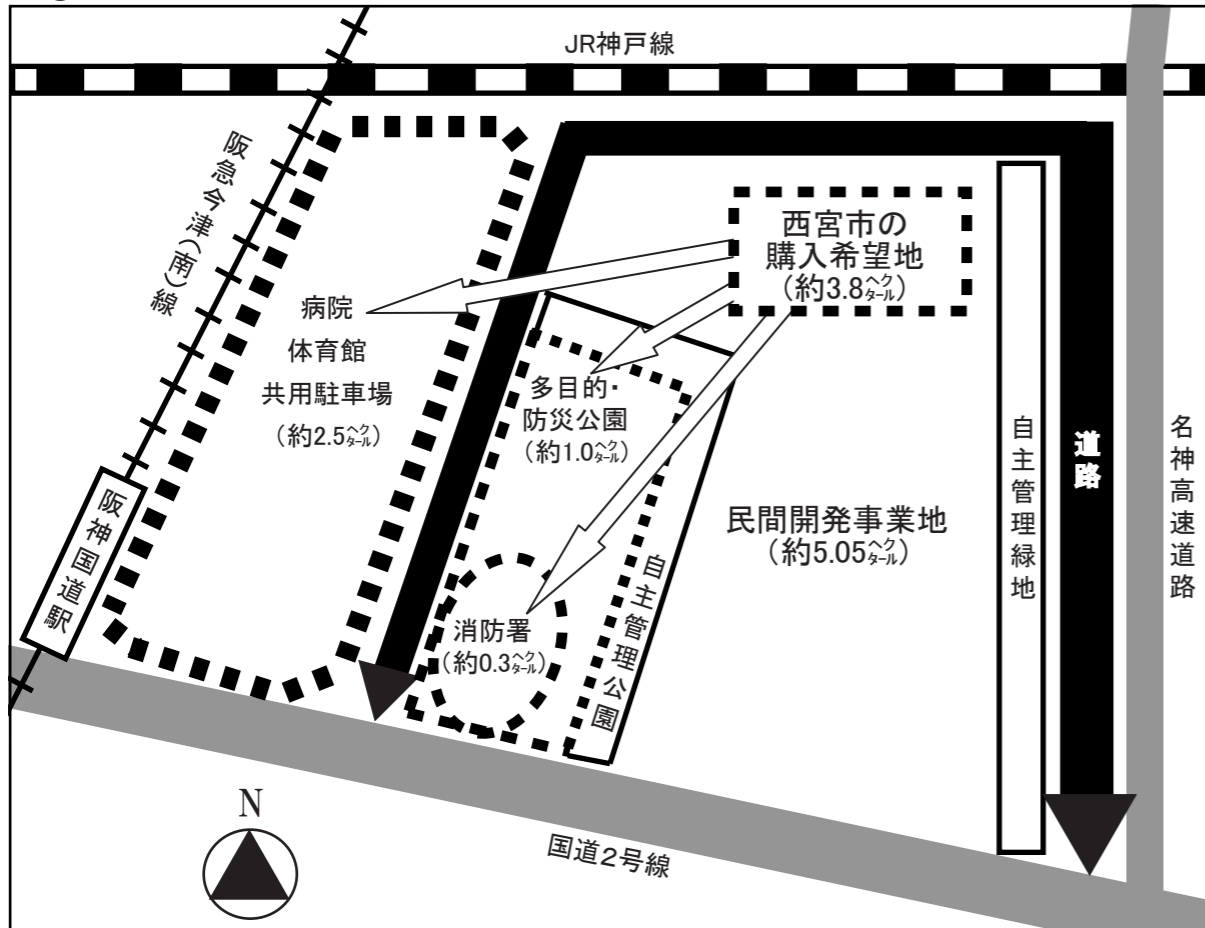 JR神戸線
阪急今津(南)線
西宮市の
購入希望地
(約3.8ヘクタール)
病院
体育館
共用駐車場
(約2.5ヘクタール)
多目的・
防災公園
(約1.0ヘクタール)
民間開発事業地
(約5.05ヘクタール)
自主管理緑地
道路
名神高速道路
阪神国道駅
消防署
(約0.3ヘクタール)
自主管理公園
N
国道2号線